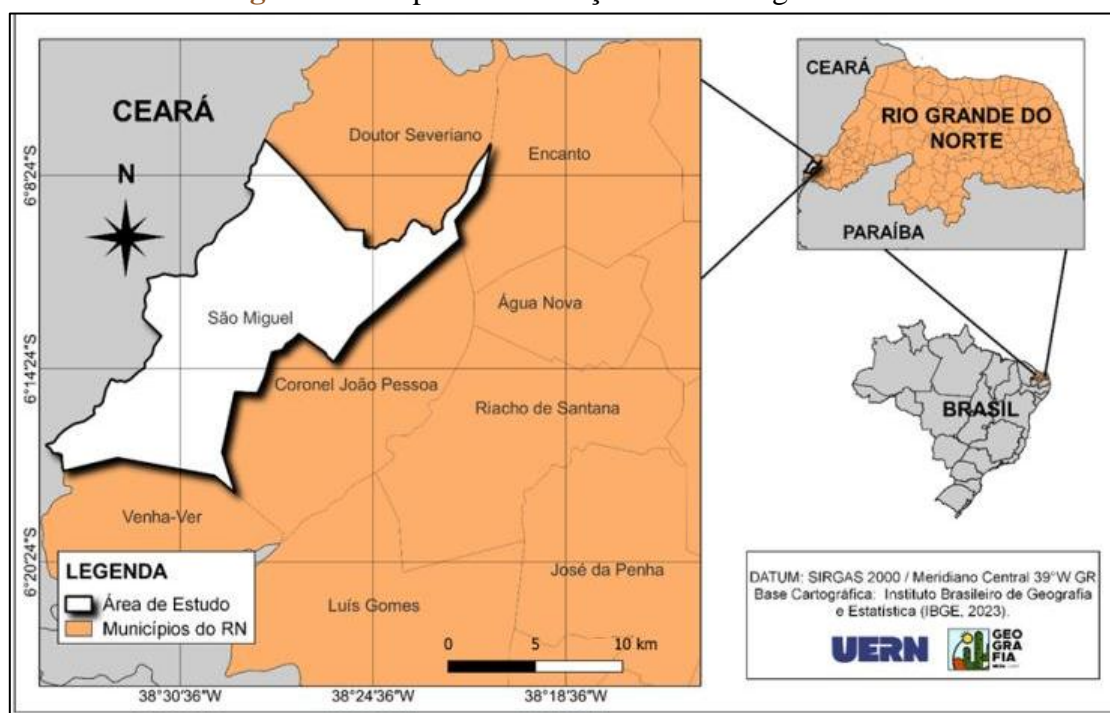 CEARÁ
N
Doutor Severiano
Encanto
São Miguel
Água Nova
Coronel João Pessoa
Riacho de Santana
Venha-Ver
José da Penha
Luís Gomes
LEGENDA
Área de Estudo
Municípios do RN
0 5 10 km
6°8'24"S
6°14'24"S
6°20'24"S
38°30'36"W 38°24'36"W 38°18'36"W
CEARÁ
RIO GRANDE DO
NORTE
PARAÍBA
BRASIL
DATUM: SIRGAS 2000 / Meridiano Central 39°W GR
Base Cartográfica: Instituto Brasileiro de Geografia
e Estatística (IBGE, 2023).
UERN
GEO
GRA
FIA